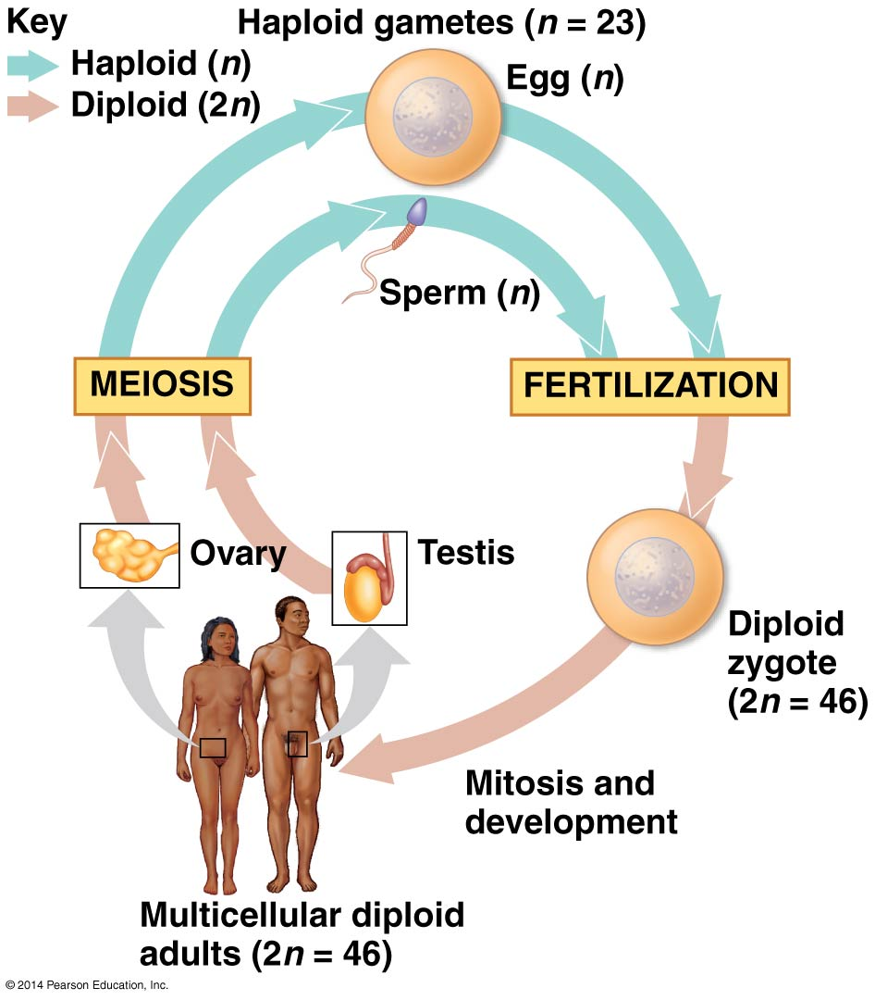 Key
Haploid (n)
Diploid (2n)
Haploid gametes (n = 23)
Egg (n)
Sperm (n)
MEIOSIS
FERTILIZATION
Ovary
Testis
Diploid
zygote
(2n = 46)
Mitosis and
development
Multicellular diploid
adults (2n = 46)
© 2014 Pearson Education, Inc.